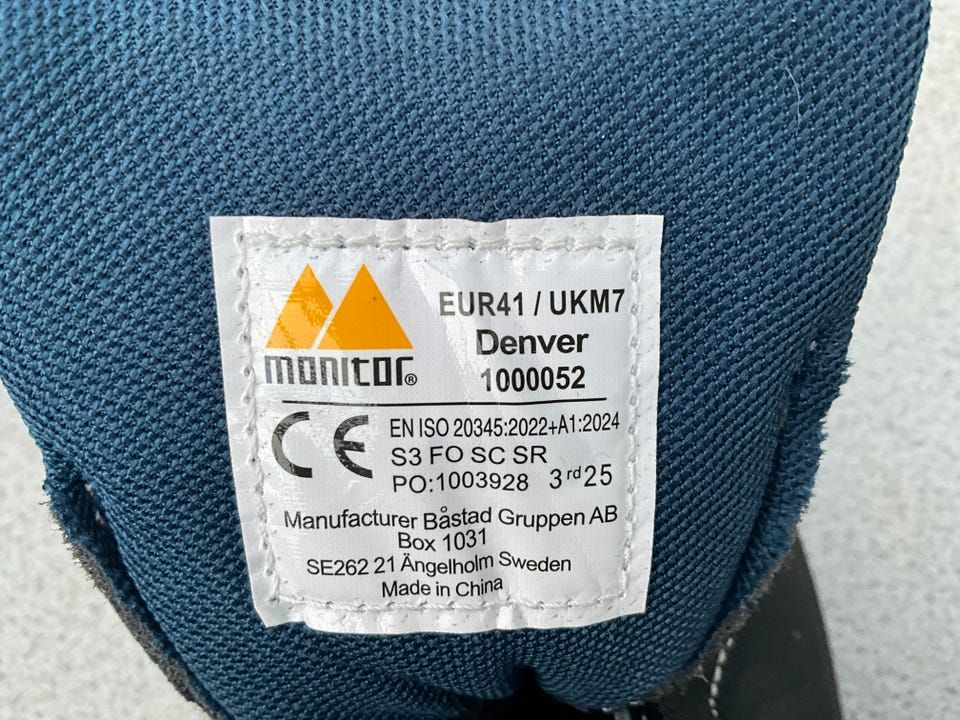 monitor®
EUR41 / UKM7
Denver
1000052
CE
EN ISO 20345:2022+A1:2024
S3 FO SC SR
PO:1003928 3rd25
Manufacturer Båstad Gruppen AB
Box 1031
SE262 21 Ängelholm Sweden
Made in China